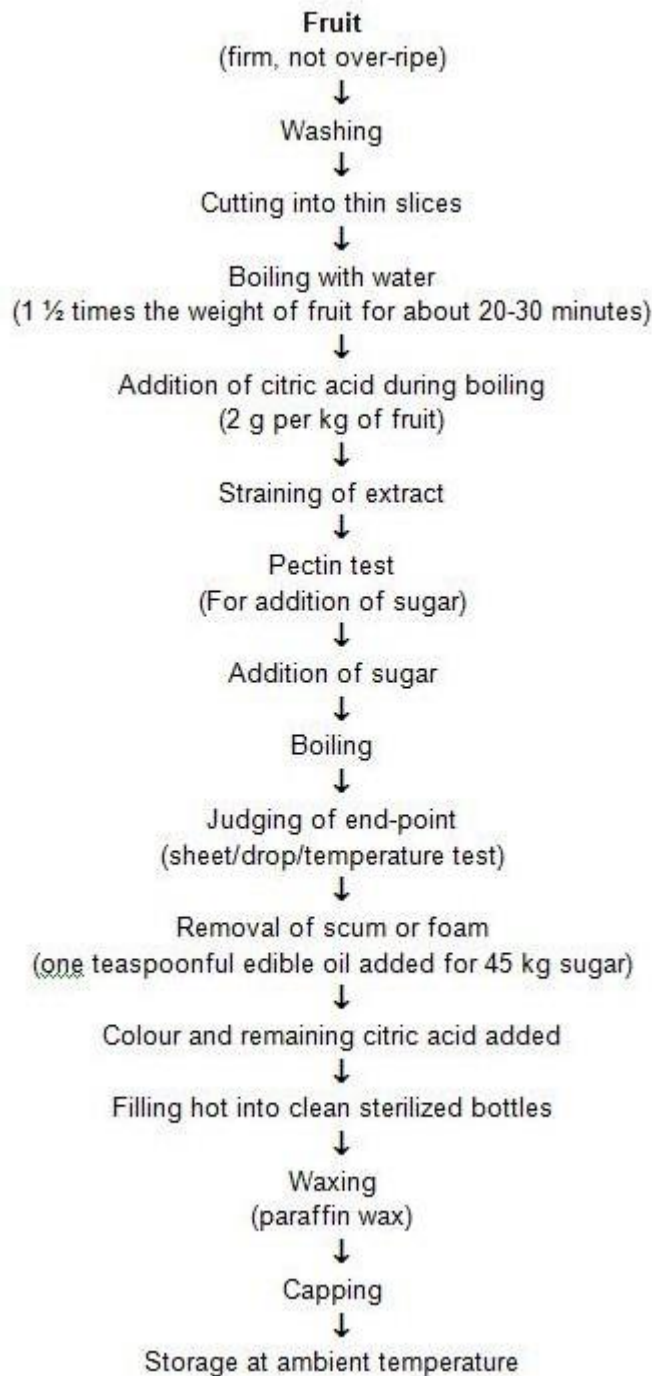 Fruit
(firm, not over-ripe)
↓
Washing
↓
Cutting into thin slices
↓
Boiling with water
(1 ½ times the weight of fruit for about 20-30 minutes)
↓
Addition of citric acid during boiling
(2 g per kg of fruit)
↓
Straining of extract
↓
Pectin test
(For addition of sugar)
↓
Addition of sugar
↓
Boiling
↓
Judging of end-point
(sheet/drop/temperature test)
↓
Removal of scum or foam
(one teaspoonful edible oil added for 45 kg sugar)
↓
Colour and remaining citric acid added
↓
Filling hot into clean sterilized bottles
↓
Waxing
(paraffin wax)
↓
Capping
↓
Storage at ambient temperature